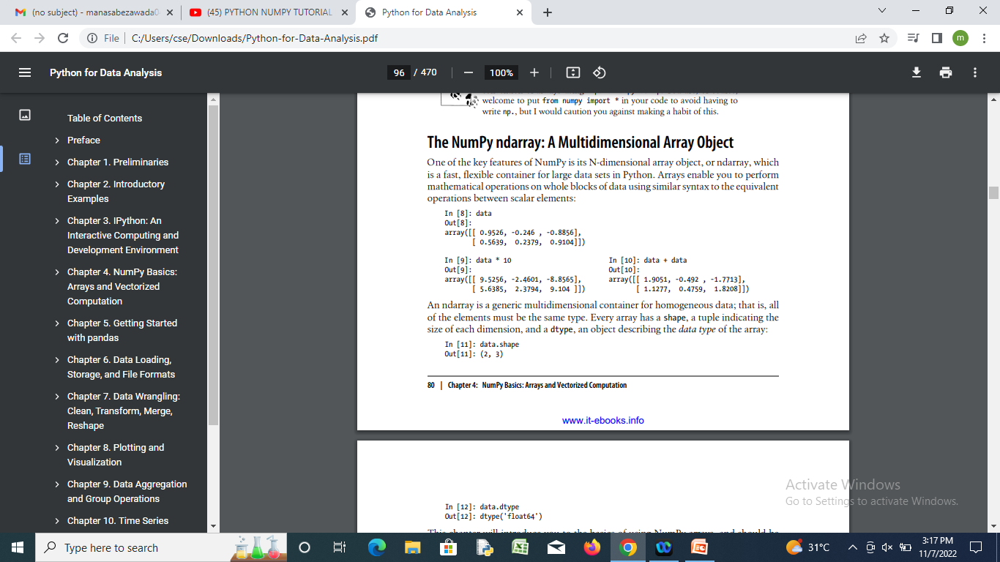 (no subject) - manasabezawada0
(45) PYTHON NUMPY TUTORIAL
Python for Data Analysis
File
C:/Users/cse/Downloads/Python-for-Data-Analysis.pdf
m
Python for Data Analysis
96 / 470
100%
Table of Contents
Preface
Chapter 1. Preliminaries
Chapter 2. Introductory
Examples
Chapter 3. IPython: An
Interactive Computing and
Development Environment
Chapter 4. NumPy Basics:
Arrays and Vectorized
Computation
Chapter 5. Getting Started
with pandas
Chapter 6. Data Loading,
Storage, and File Formats
Chapter 7. Data Wrangling:
Clean, Transform, Merge,
Reshape
Chapter 8. Plotting and
Visualization
Chapter 9. Data Aggregation
and Group Operations
Chapter 10. Time Series
welcome to put from numpy import * in your code to avoid having to
write np., but I would caution you against making a habit of this.
The NumPy ndarray: A Multidimensional Array Object
One of the key features of NumPy is its N-dimensional array object, or ndarray, which
is a fast, flexible container for large data sets in Python. Arrays enable you to perform
mathematical operations on whole blocks of data using similar syntax to the equivalent
operations between scalar elements:
In [8]: data
Out[8]:
array([[ 0.9526, -0.246 , -0.8856],
[ 0.5639, 0.2379, 0.9104]])
In [9]: data * 10
Out[9]:
array([[ 9.5256, -2.4601, -8.8565],
[ 5.6385, 2.3794, 9.104 ]])
In [10]: data + data
Out[10]:
array([[ 1.9051, -0.492 , -1.7713],
[ 1.1277, 0.4759, 1.8208]])
An ndarray is a generic multidimensional container for homogeneous data; that is, all
of the elements must be the same type. Every array has a shape, a tuple indicating the
size of each dimension, and a dtype, an object describing the data type of the array:
In [11]: data.shape
Out[11]: (2, 3)
80 | Chapter 4: NumPy Basics: Arrays and Vectorized Computation
www.it-ebooks.info
In [12]: data.dtype
Out[12]: dtype('float64')
This chapter will introduce you to the basics of using NumPy arrays, and should be
Activate Windows
Go to Settings to activate Windows.
Type here to search
31°C
3:17 PM
11/7/2022